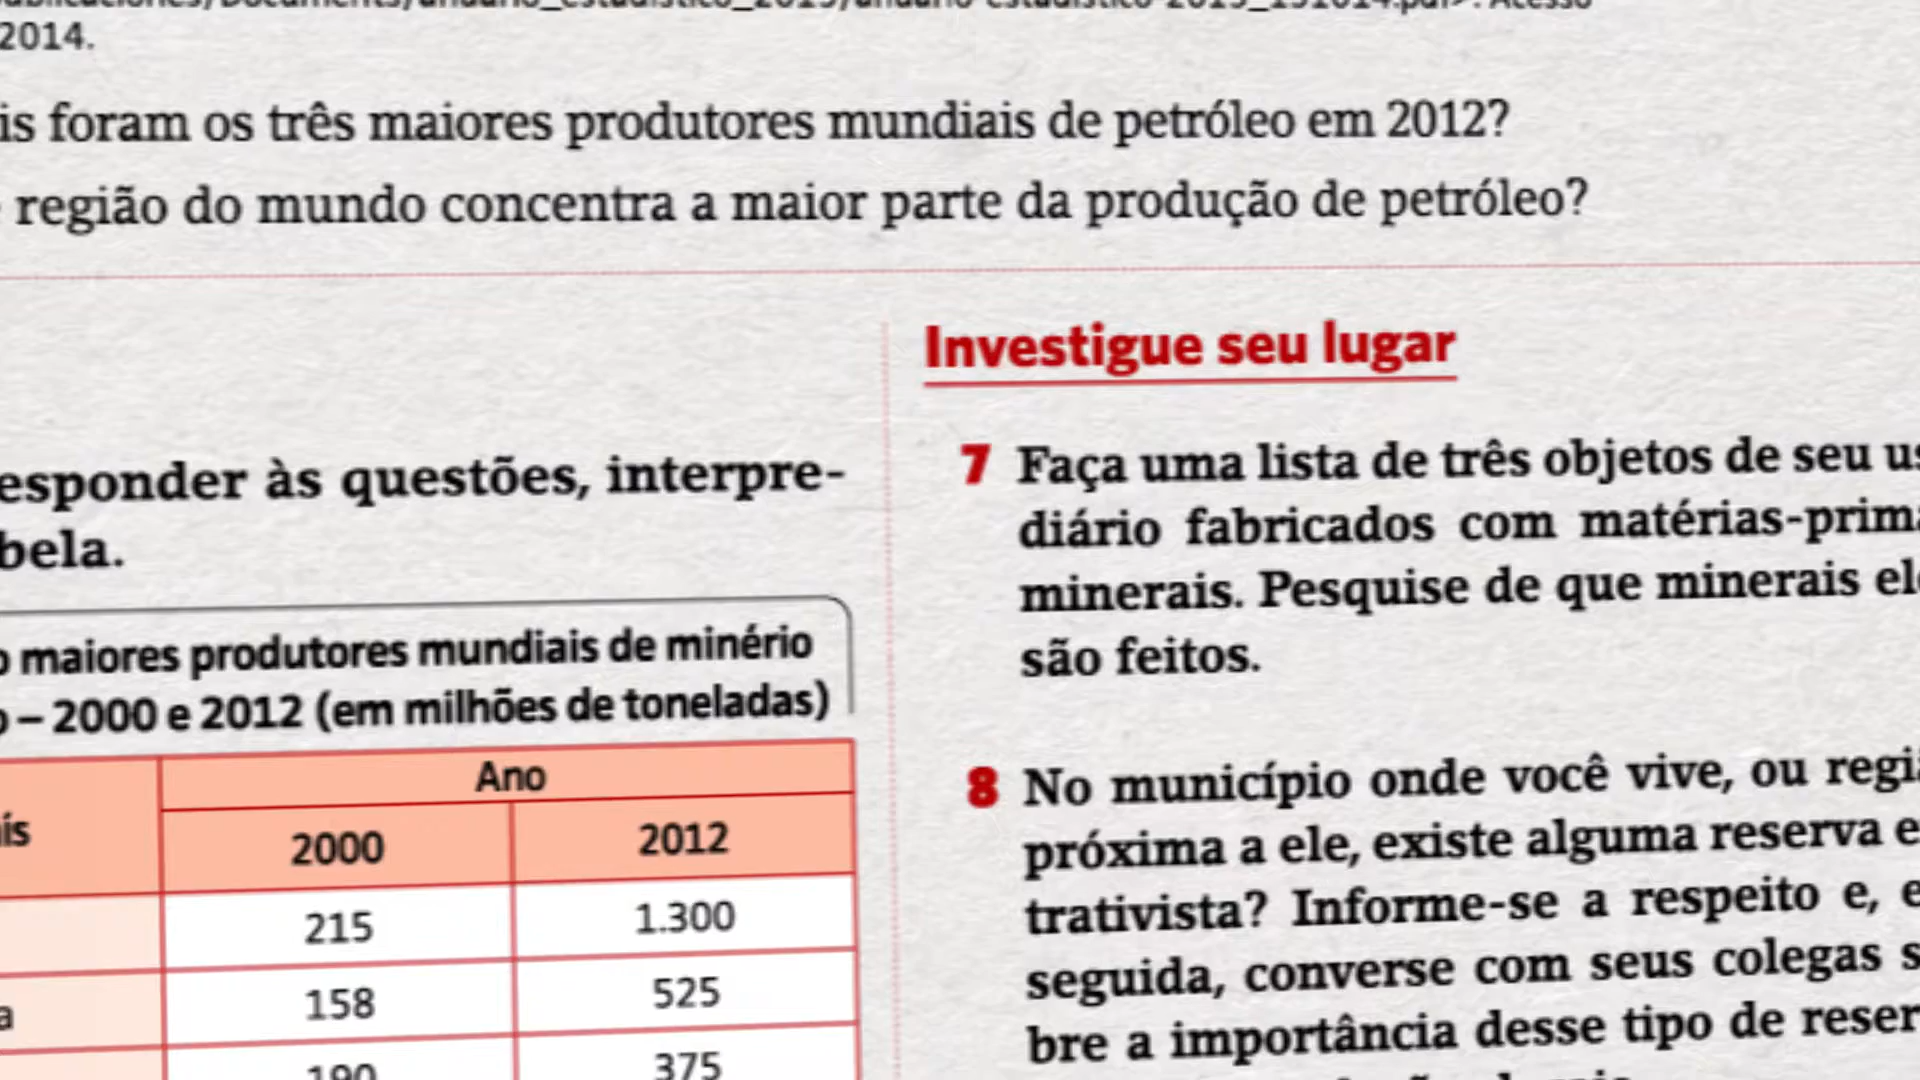 2014.
foram os três maiores produtores mundiais de petróleo em 2012?
região do mundo concentra a maior parte da produção de petróleo?
às questões, interpre-
maiores produtores mundiais de minério
– 2000 e 2012 (em milhões de toneladas)
Ano
2000 2012
215 1.300
158 525
190 375
Investigue seu lugar
7 Faça uma lista de três objetos de seu
diário fabricados com
minerais. Pesquise de que minerais
são feitos.
8 No município onde você vive, ou
próxima a ele, existe alguma reserva
trativista? Informe-se a respeito e,
seguida, converse com seus colegas
bre a importância desse tipo de